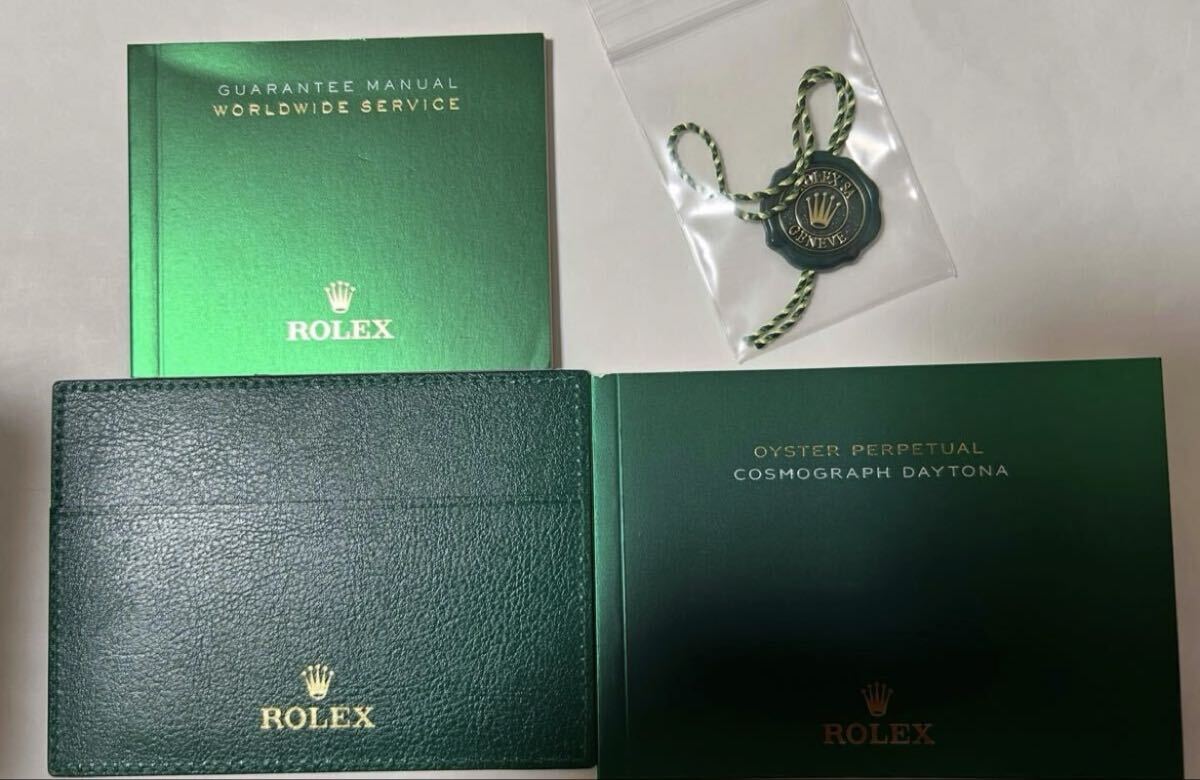 GUARANTEE MANUAL
WORLDWIDE SERVICE
ROLEX
ROLEX SA
GENEVE
OYSTER PERPETUAL
COSMOGRAPH DAYTONA
ROLEX
ROLEX